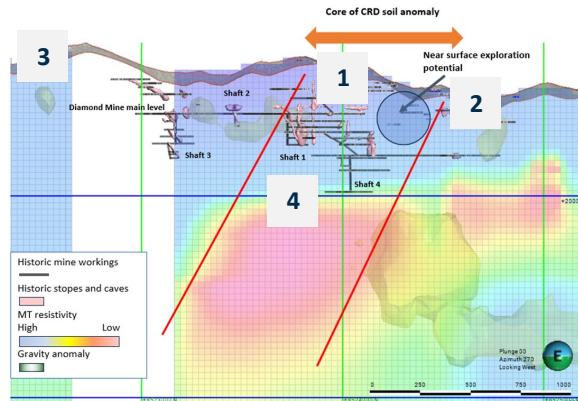 Core of CRD soil anomaly
3
1
Near surface exploration
potential
Shaft 2
2
Diamond Mine main level
Shaft 3
Shaft 1
Shaft 4
4
Historic mine workings
Historic stopes and caves
MT resistivity
High Low
Gravity anomaly
Plunge 00
Azimuth 270
Looking West
E
0 250 500 750 1000